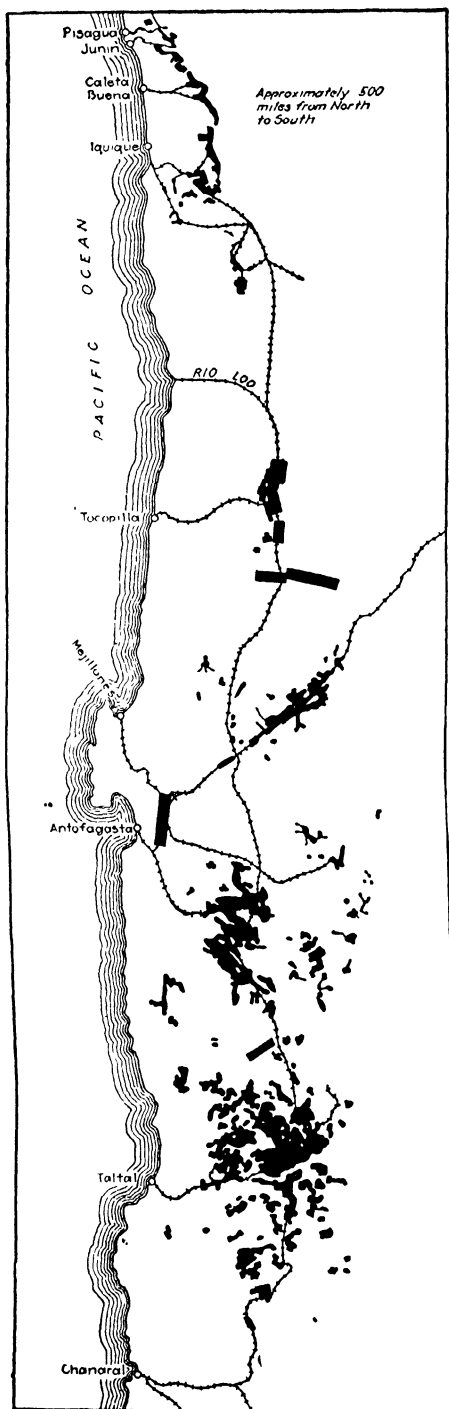 Pisagua
Junin
Caleta
Buena
Approximately 500
miles from North
to South
Iquique
PACIFIC OCEAN
RIO LOO
Tocopilla
Mejillones
Antofagasta
Taltal
Chanaral